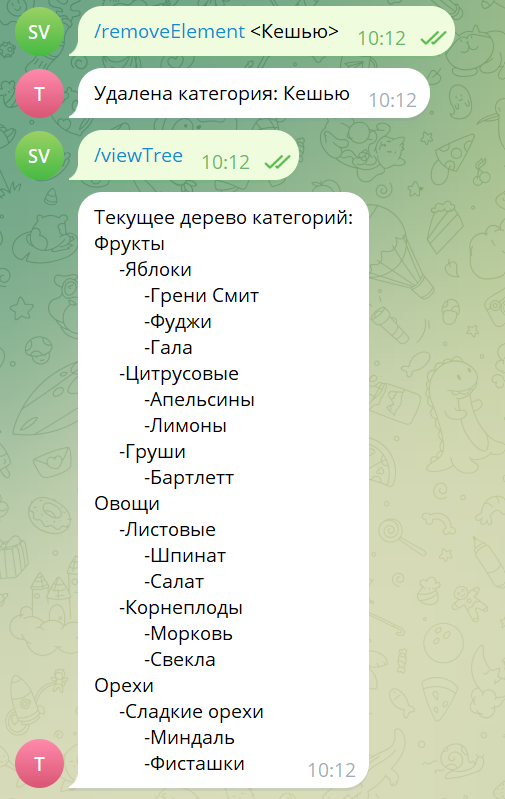 SV
/removeElement <Кешью> 10:12
T
Удалена категория: Кешью 10:12
SV
/viewTree 10:12
Текущее дерево категорий:
Фрукты
-Яблоки
-Грени Смит
-Фуджи
-Гала
-Цитрусовые
-Апельсины
-Лимоны
-Груши
-Бартлетт
Овощи
-Листовые
-Шпинат
-Салат
-Корнеплоды
-Морковь
-Свекла
Орехи
-Сладкие орехи
-Миндаль
-Фисташки
T
10:12